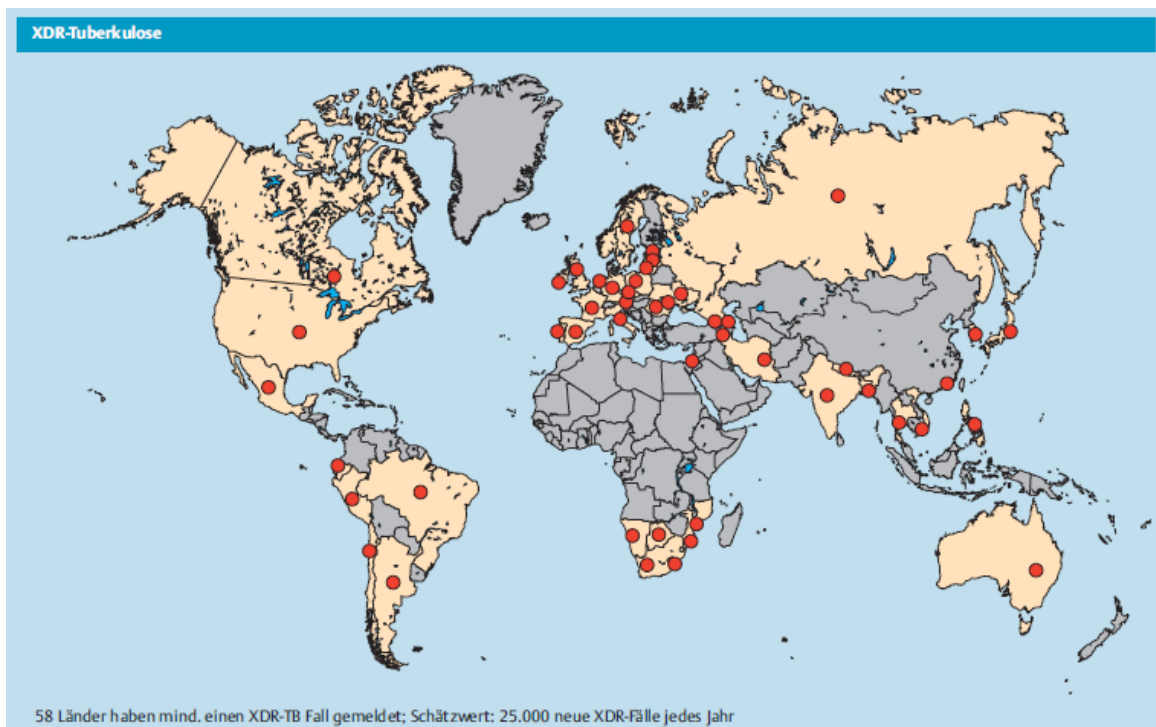 XDR-Tuberkulose
58 Länder haben mind. einen XDR-TB Fall gemeldet; Schätzwert: 25.000 neue XDR-Fälle jedes Jahr